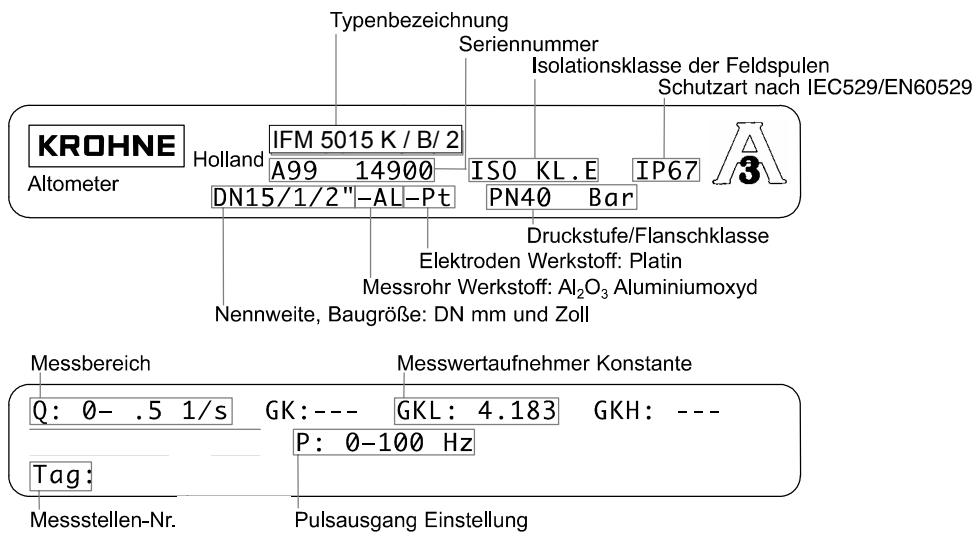 Typenbezeichnung
Seriennummer
Isolationsklasse der Feldspulen
Schutzart nach IEC529/EN60529
KROHNE
Holland
IFM 5015 K / B/ 2
A99 14900 ISO KL.E IP67
A
3
Altometer
DN15/1/2"-AL-Pt PN40 Bar
Druckstufe/Flanschklasse
Elektroden Werkstoff: Platin
Messrohr Werkstoff: Al₂O₃ Aluminiumoxyd
Nennweite, Baugröße: DN mm und Zoll
Messbereich Messwertaufnehmer Konstante
Q: 0- .5 1/s GK:--- GKL: 4.183 GKH: ---
P: 0-100 Hz
Tag:
Messstellen-Nr. Pulsausgang Einstellung